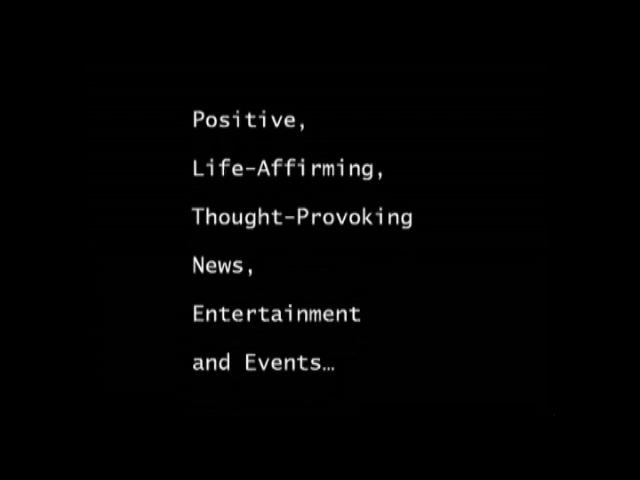 Positive,
Life-Affirming,
Thought-Provoking
News,
Entertainment
and Events…